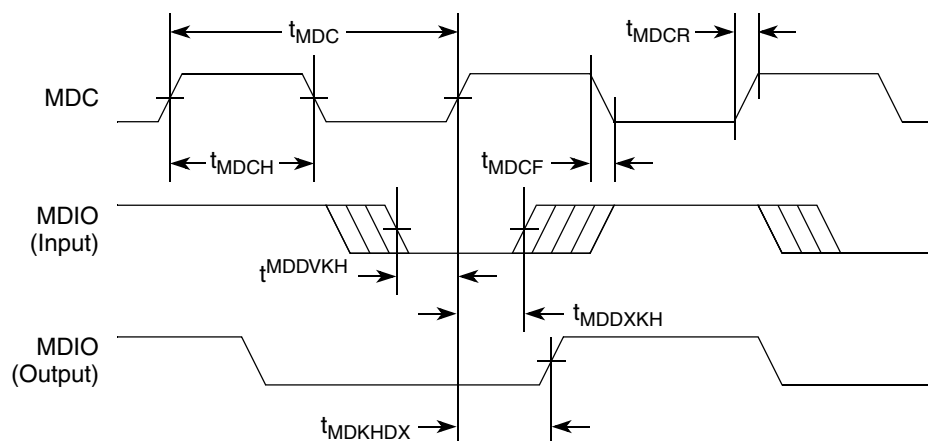 tMDC
tMDCR
MDC
tMDCH
tMDCF
MDIO
(Input)
tMDDVKH
tMDDXKH
MDIO
(Output)
tMDKHDX